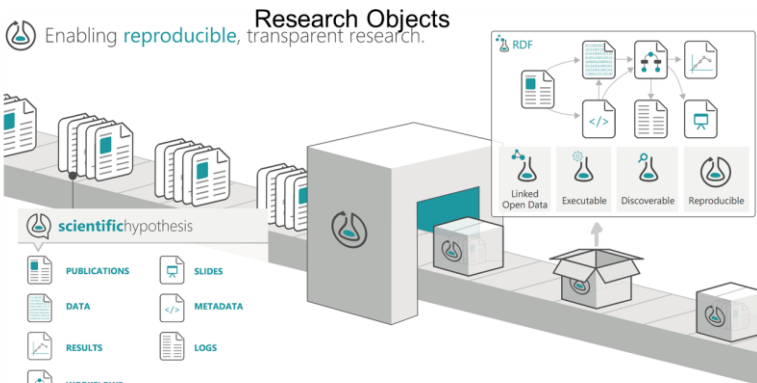 Research Objects
Enabling reproducible, transparent research.
RDF
</>
Linked
Open Data
Executable
Discoverable
Reproducible
scientifichypothesis
PUBLICATIONS
SLIDES
DATA
</>
METADATA
RESULTS
LOGS
WORKFLOWS